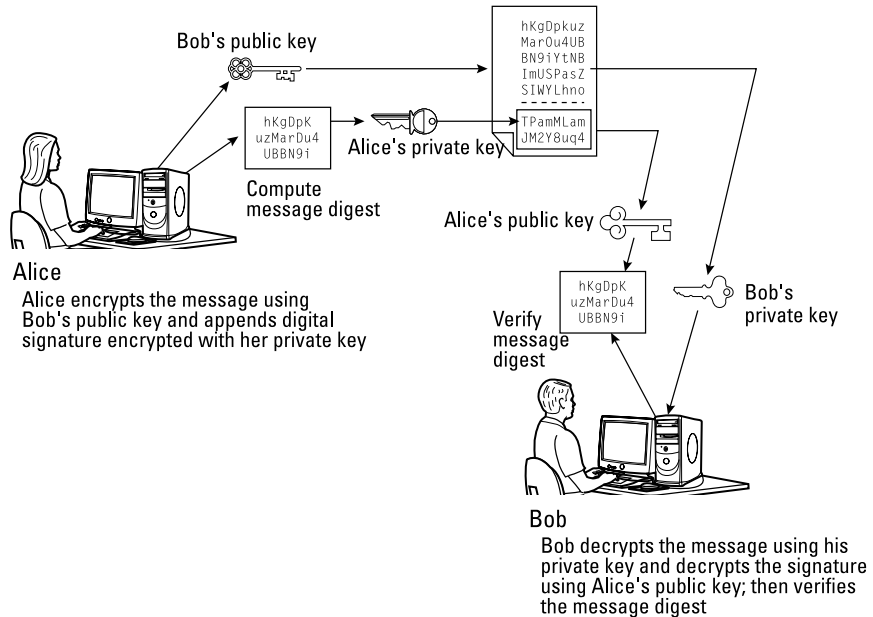 Bob's public key
hKgDpkuz
MarOu4UB
BN9iYtNB
ImUSPasZ
SIWYLhno
TPamMLam
JM2Y8uq4
hKgDpK
uzMarDu4
UBBN9i
Alice's private key
Compute
message digest
Alice's public key
Alice
Alice encrypts the message using
Bob's public key and appends digital
signature encrypted with her private key
hKgDpK
uzMarDu4
UBBN9i
Verify
message
digest
Bob's
private key
Bob
Bob decrypts the message using his
private key and decrypts the signature
using Alice's public key; then verifies
the message digest